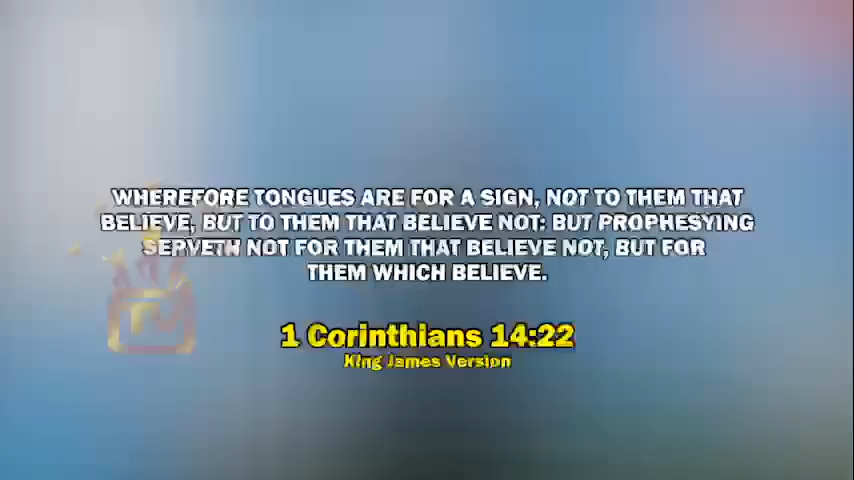 WHEREFORE TONGUES ARE FOR A SIGN, NOT TO THEM THAT
BELIEVE, BUT TO THEM THAT BELIEVE NOT: BUT PROPHESYING
SERVETH NOT FOR THEM THAT BELIEVE NOT, BUT FOR
THEM WHICH BELIEVE.
1 Corinthians 14:22
King James Version